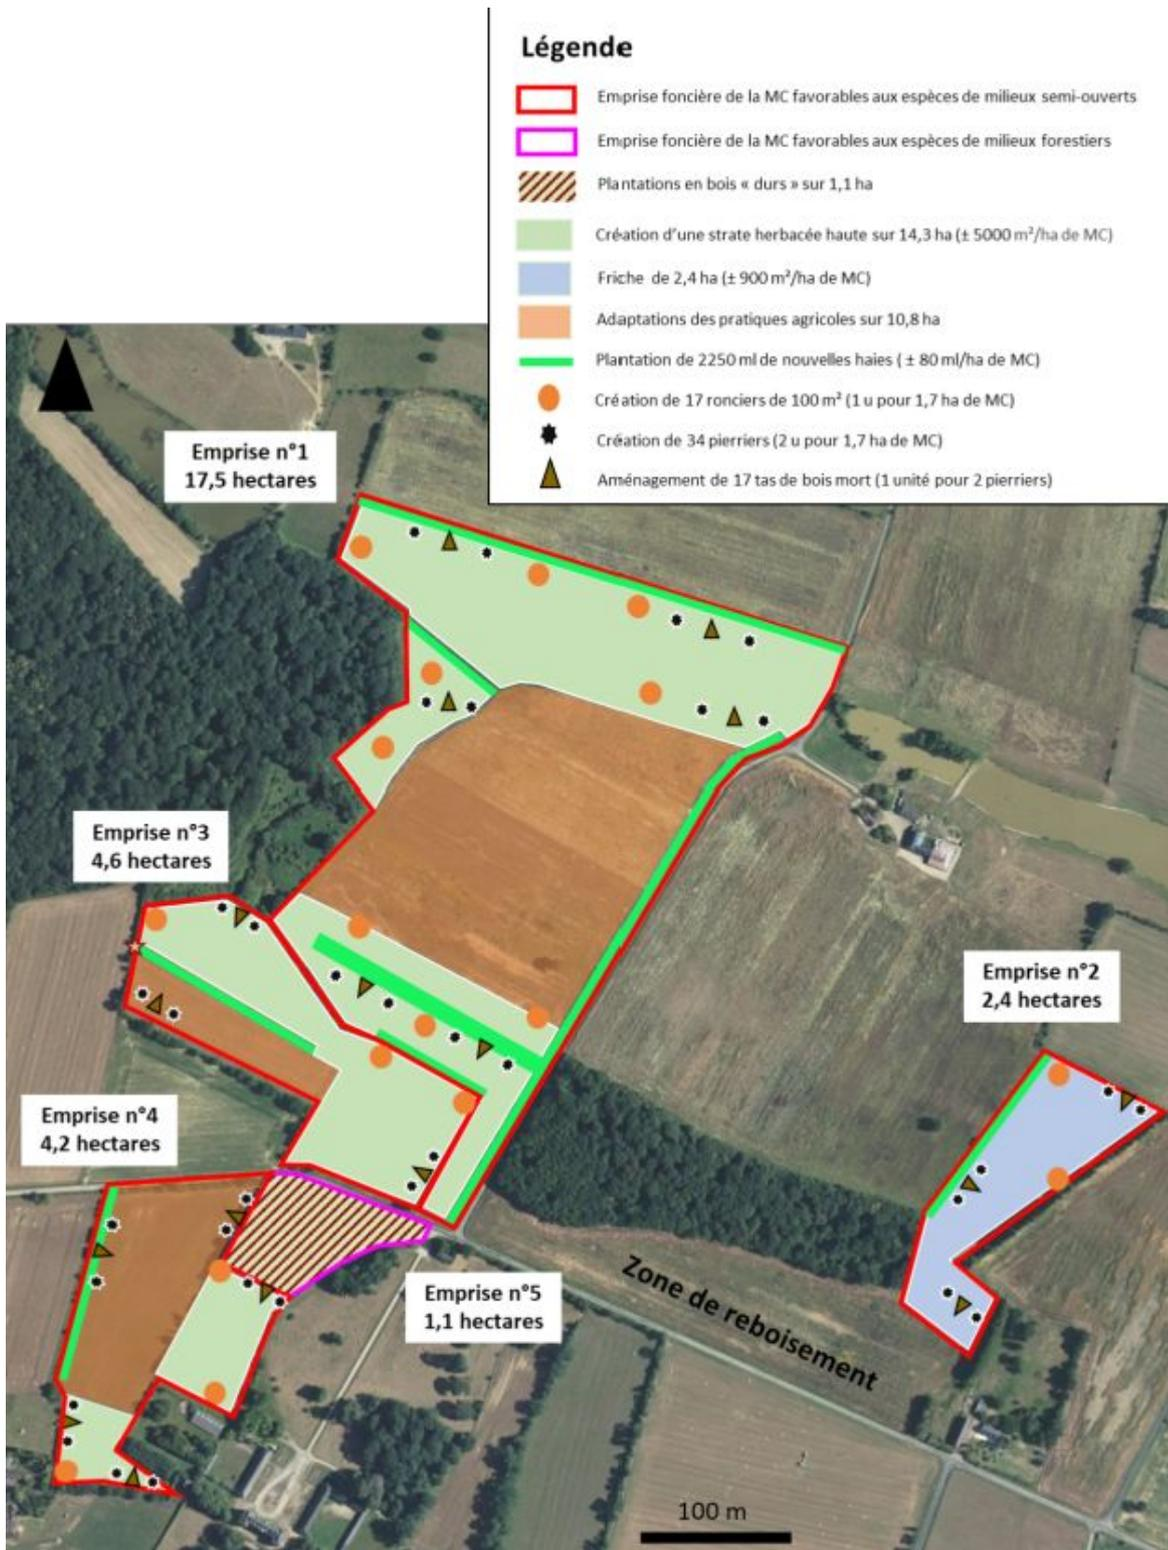 Légende
Emprise foncière de la MC favorables aux espèces de milieux semi-ouverts
Emprise foncière de la MC favorables aux espèces de milieux forestiers
Plantations en bois « durs » sur 1,1 ha
Création d'une strate herbacée haute sur 14,3 ha (± 5000 m²/ha de MC)
Friche de 2,4 ha (± 900 m²/ha de MC)
Adaptations des pratiques agricoles sur 10,8 ha
Plantation de 2250 ml de nouvelles haies ( ± 80 ml/ha de MC)
Création de 17 ronciers de 100 m² (1 u pour 1,7 ha de MC)
Création de 34 pierriers (2 u pour 1,7 ha de MC)
Aménagement de 17 tas de bois mort (1 unité pour 2 pierriers)
Emprise n°1
17,5 hectares
Emprise n°3
4,6 hectares
Emprise n°2
2,4 hectares
Emprise n°4
4,2 hectares
Emprise n°5
1,1 hectares
Zone de reboisement
100 m